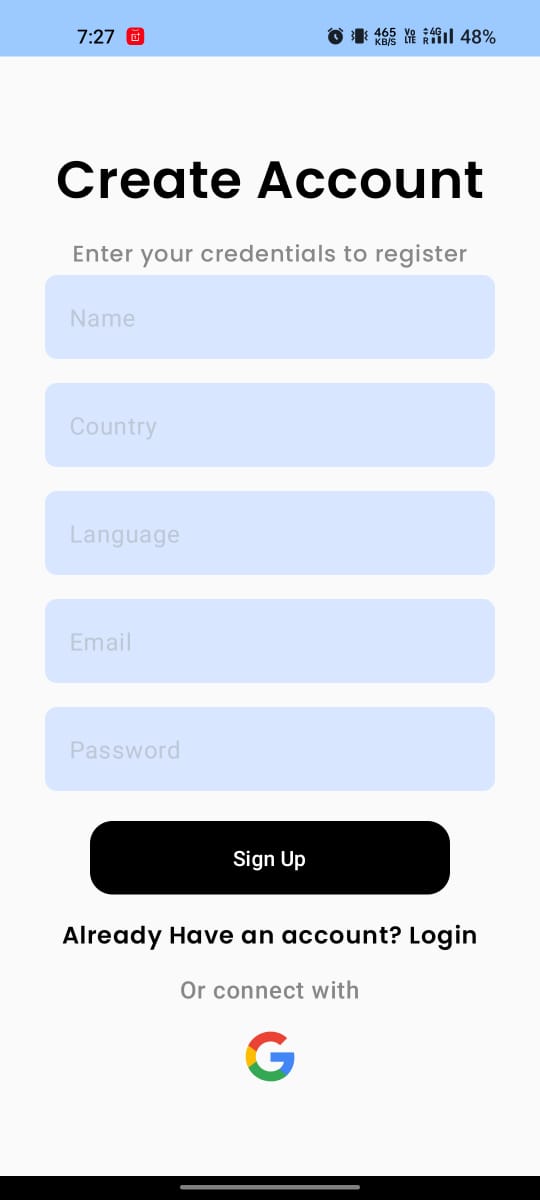 7:27 465 KB/S Vo LTE 4G R 48%
Create Account
Enter your credentials to register
Name
Country
Language
Email
Password
Sign Up
Already Have an account? Login
Or connect with
G